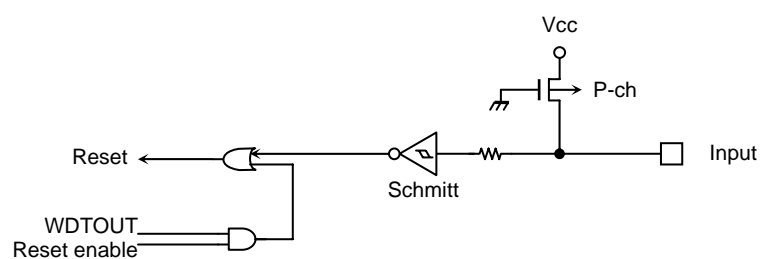 Vcc
P-ch
Reset
Input
Schmitt
WDTOUT
Reset enable